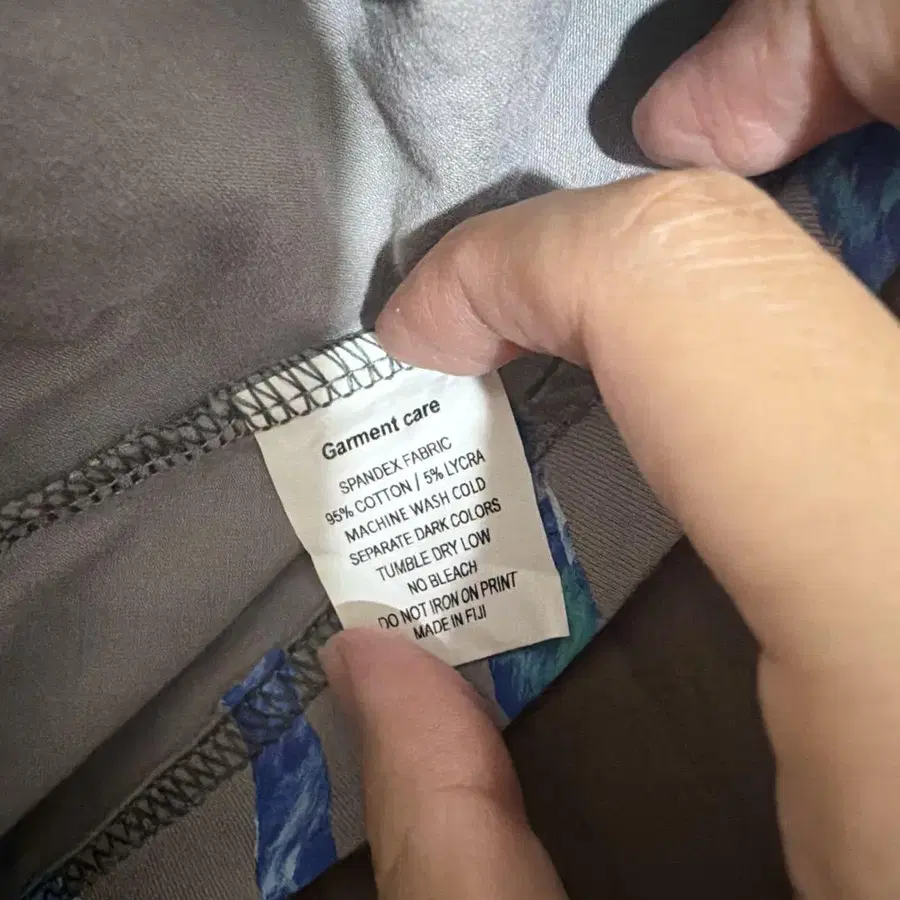 Garment care
SPANDEX FABRIC
95% COTTON / 5% LYCRA
MACHINE WASH COLD
SEPARATE DARK COLORS
TUMBLE DRY LOW
NO BLEACH
DO NOT IRON ON PRINT
MADE IN FIJI